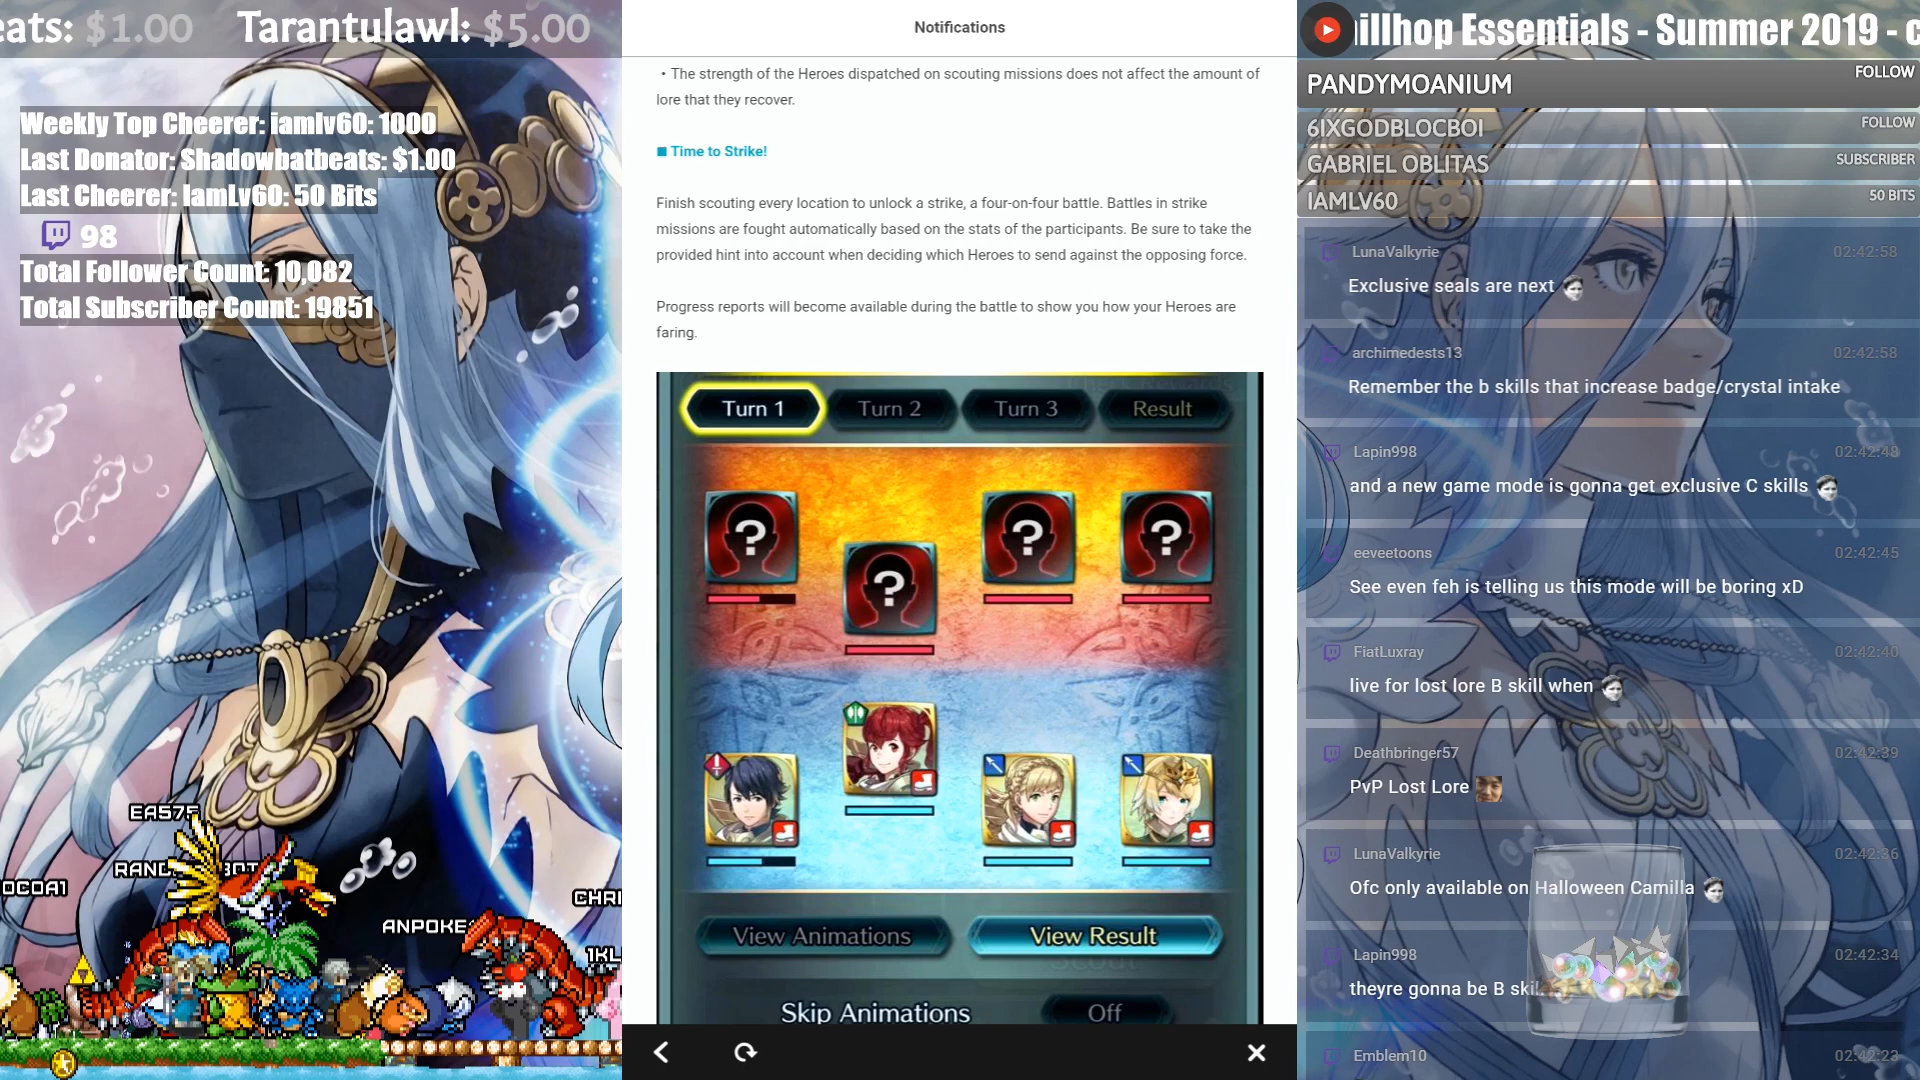 eats: $1.00 Tarantulawl: $5.00
Weekly Top Cheerer: iamlv60: 1000
Last Donator: Shadowbatbeats: $1.00
Last Cheerer: IamLv60: 50 Bits
98
Total Follower Count: 10,082
Total Subscriber Count: 19851
EA575
OCOA1
ANPOKE
CHRI
1KL
Notifications
・The strength of the Heroes dispatched on scouting missions does not affect the amount of
lore that they recover.
■ Time to Strike!
Finish scouting every location to unlock a strike, a four-on-four battle. Battles in strike
missions are fought automatically based on the stats of the participants. Be sure to take the
provided hint into account when deciding which Heroes to send against the opposing force.
Progress reports will become available during the battle to show you how your Heroes are
faring.
Turn 1 Turn 2 Turn 3 Result
? ? ? ?
View Animations View Result
Skip Animations Off
illhop Essentials - Summer 2019 - c
PANDYMOANIUM FOLLOW
6IXGODBLOCBOI FOLLOW
GABRIEL OBLITAS SUBSCRIBER
IAMLV60 50 BITS
LunaValkyrie 02:42:58
Exclusive seals are next
archimedests13 02:42:58
Remember the b skills that increase badge/crystal intake
Lapin998 02:42:48
and a new game mode is gonna get exclusive C skills
eeveetoons 02:42:45
See even feh is telling us this mode will be boring xD
FiatLuxray 02:42:40
live for lost lore B skill when
Deathbringer57 02:42:39
PvP Lost Lore
LunaValkyrie 02:42:36
Ofc only available on Halloween Camilla
Lapin998 02:42:34
theyre gonna be B skil
Emblem10 02:42:23